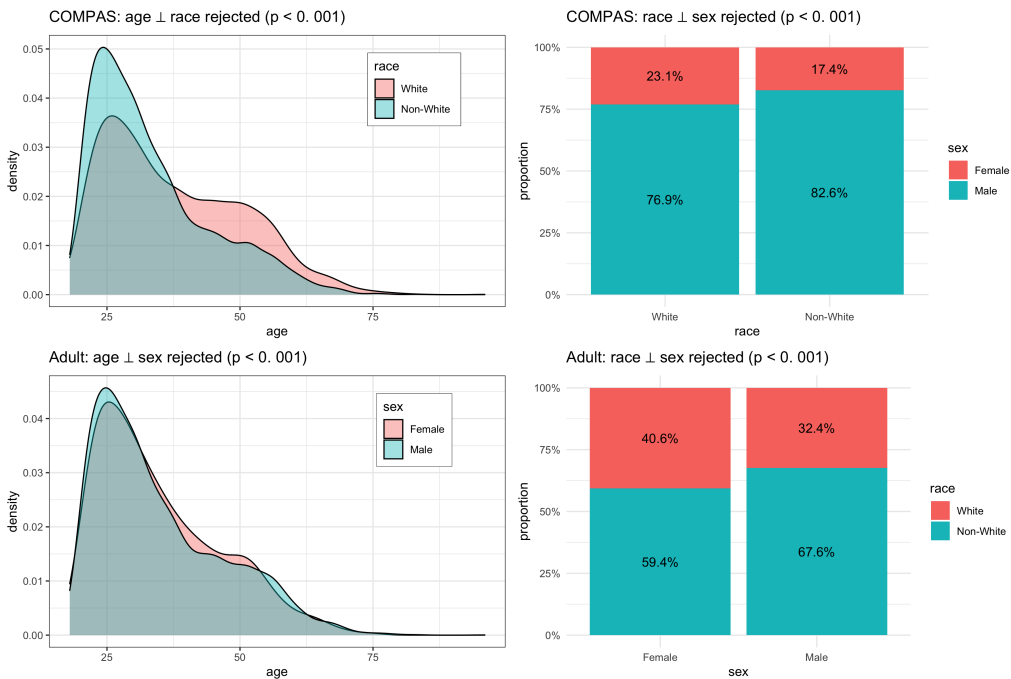 COMPAS: age ⊥ race rejected (p < 0. 001)
0.05
0.04
0.03
0.02
0.01
0.00
density
25
50
75
age
race
White
Non-White
COMPAS: race ⊥ sex rejected (p < 0. 001)
100%
75%
50%
25%
0%
proportion
23.1%
17.4%
76.9%
82.6%
White
Non-White
race
sex
Female
Male
Adult: age ⊥ sex rejected (p < 0. 001)
0.04
0.03
0.02
0.01
0.00
density
25
50
75
age
sex
Female
Male
Adult: race ⊥ sex rejected (p < 0. 001)
100%
75%
50%
25%
0%
proportion
40.6%
32.4%
59.4%
67.6%
Female
Male
sex
race
White
Non-White